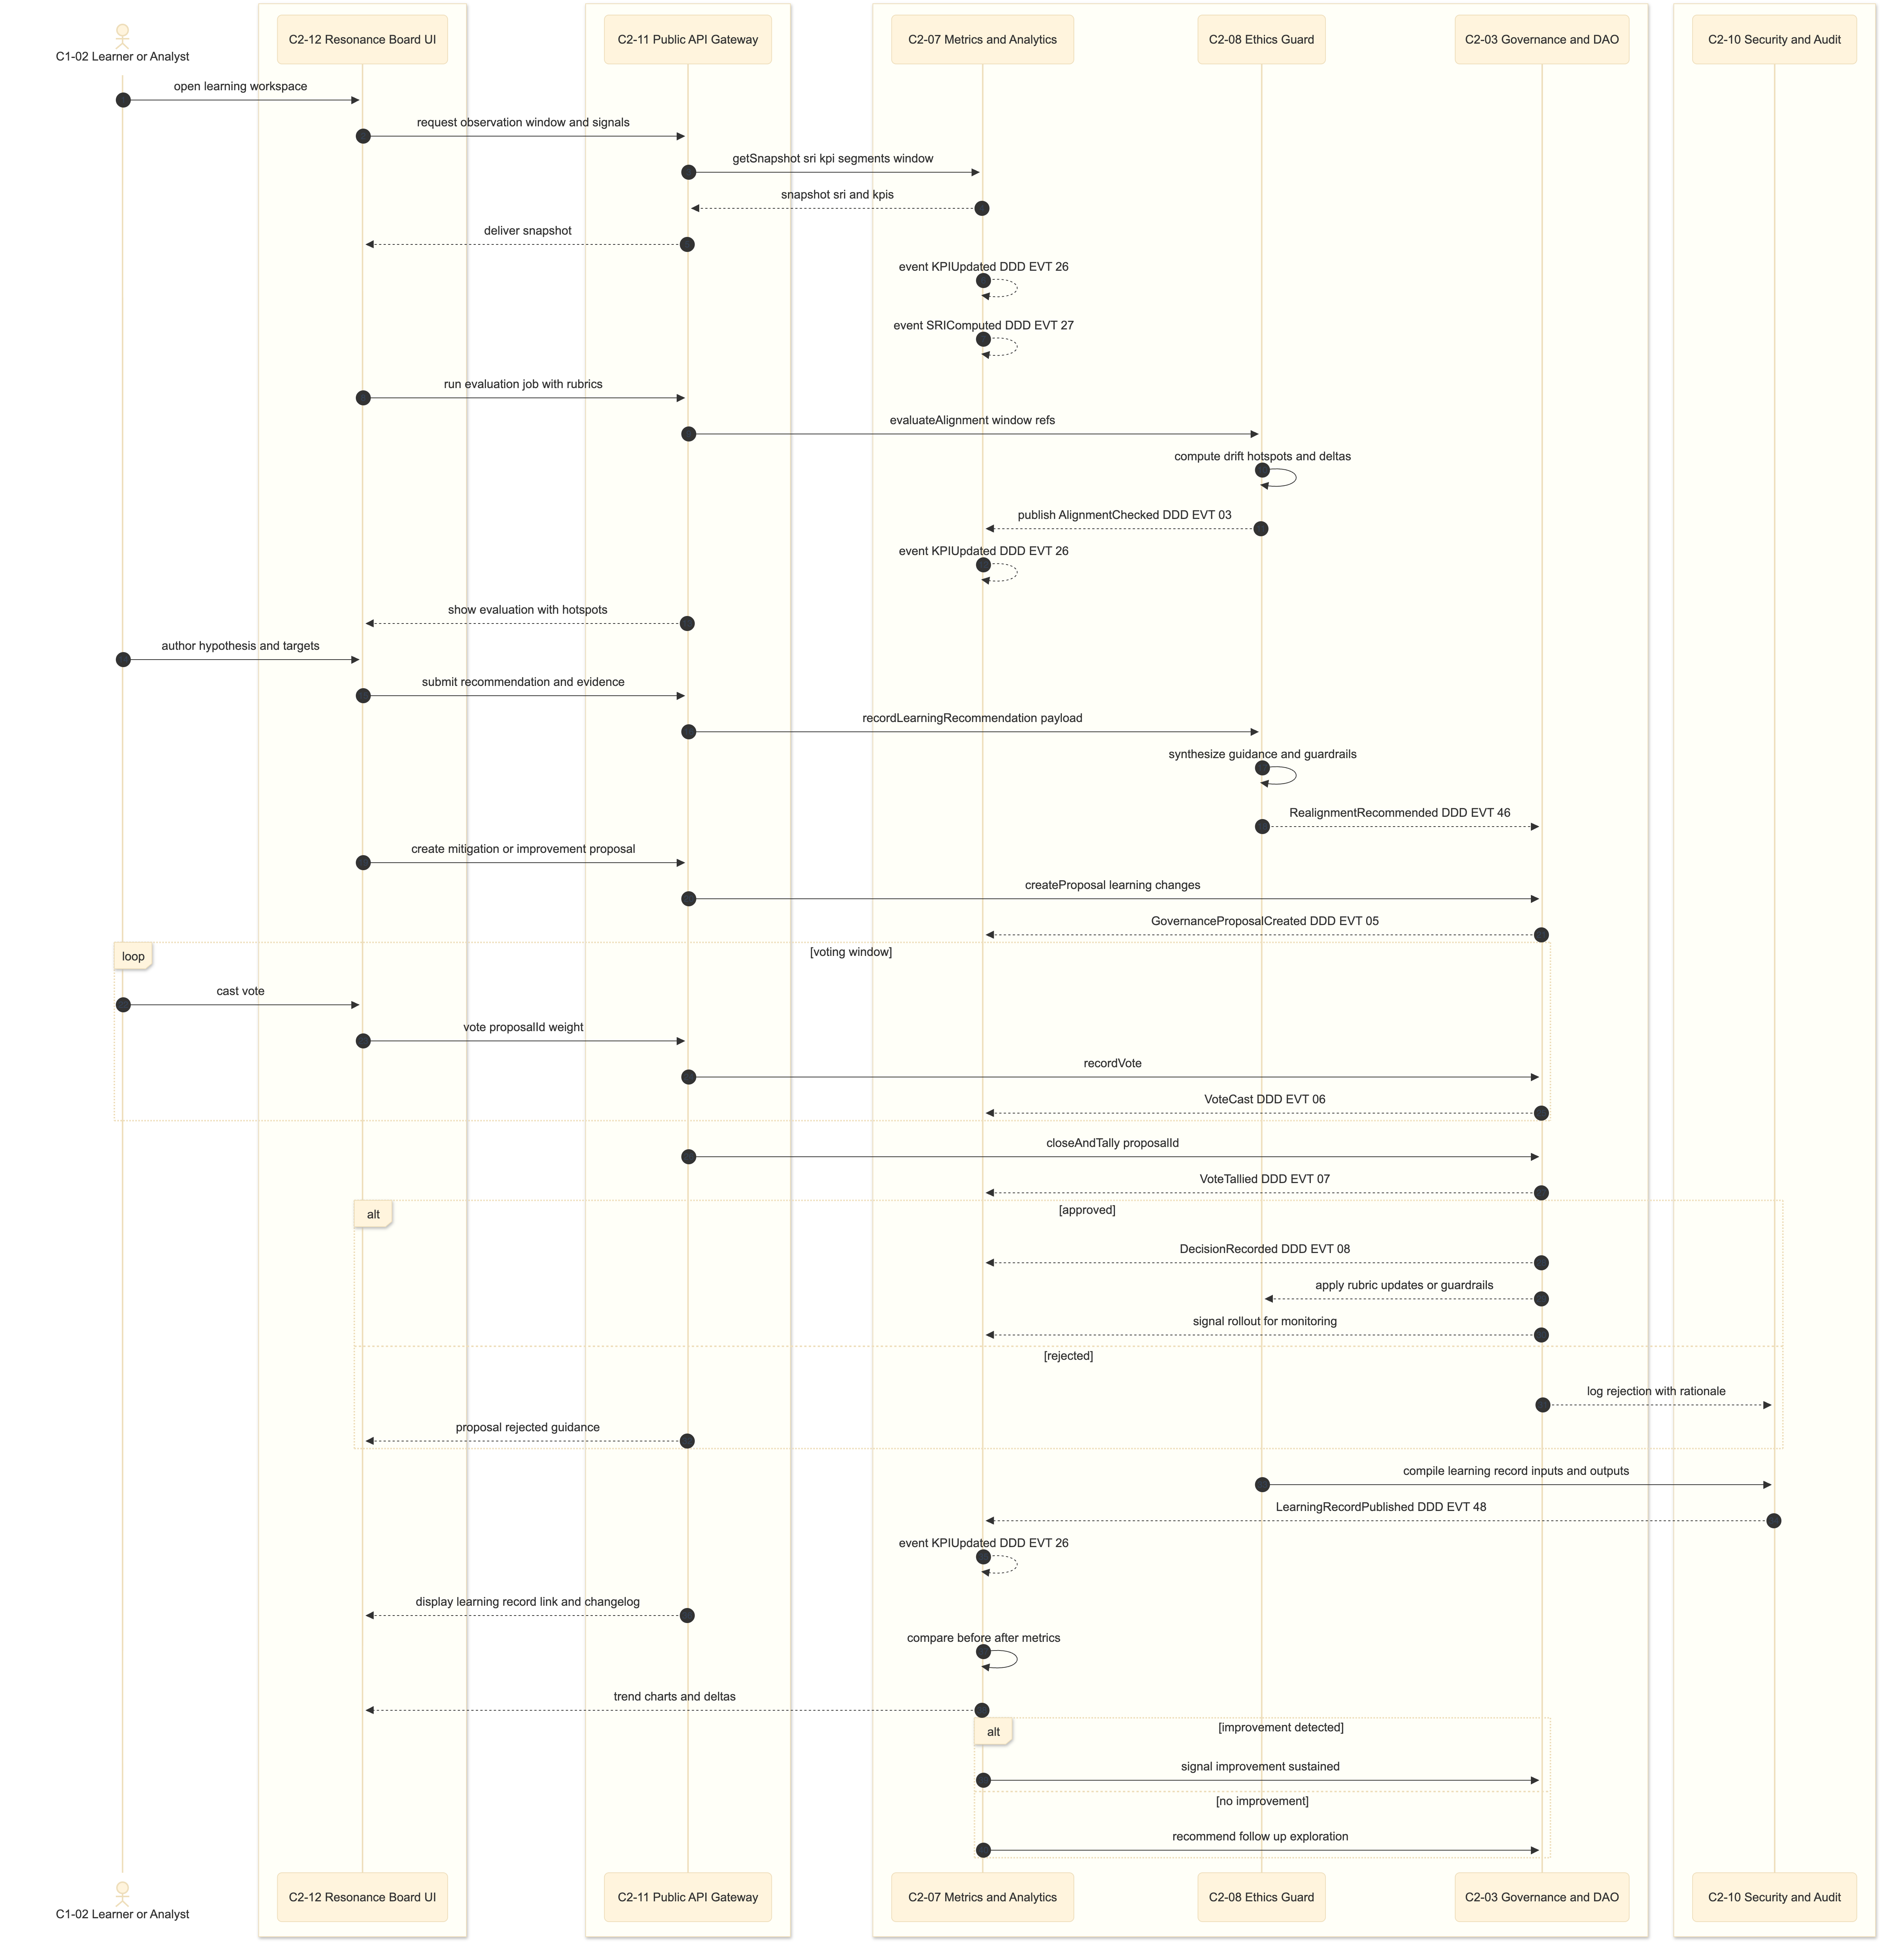 C1-02 Learner or Analyst
C2-12 Resonance Board UI
C2-11 Public API Gateway
C2-07 Metrics and Analytics
C2-08 Ethics Guard
C2-03 Governance and DAO
C2-10 Security and Audit
open learning workspace
request observation window and signals
getSnapshot sri kpi segments window
snapshot sri and kpis
deliver snapshot
event KPIUpdated DDD EVT 26
event SRIComputed DDD EVT 27
run evaluation job with rubrics
evaluateAlignment window refs
compute drift hotspots and deltas
publish AlignmentChecked DDD EVT 03
event KPIUpdated DDD EVT 26
show evaluation with hotspots
author hypothesis and targets
submit recommendation and evidence
recordLearningRecommendation payload
synthesize guidance and guardrails
RealignmentRecommended DDD EVT 46
create mitigation or improvement proposal
createProposal learning changes
GovernanceProposalCreated DDD EVT 05
loop
[voting window]
cast vote
vote proposalId weight
recordVote
VoteCast DDD EVT 06
closeAndTally proposalId
VoteTallied DDD EVT 07
alt
[approved]
DecisionRecorded DDD EVT 08
apply rubric updates or guardrails
signal rollout for monitoring
[rejected]
log rejection with rationale
proposal rejected guidance
compile learning record inputs and outputs
LearningRecordPublished DDD EVT 48
event KPIUpdated DDD EVT 26
display learning record link and changelog
compare before after metrics
trend charts and deltas
alt
[improvement detected]
signal improvement sustained
[no improvement]
recommend follow up exploration
C1-02 Learner or Analyst
C2-12 Resonance Board UI
C2-11 Public API Gateway
C2-07 Metrics and Analytics
C2-08 Ethics Guard
C2-03 Governance and DAO
C2-10 Security and Audit